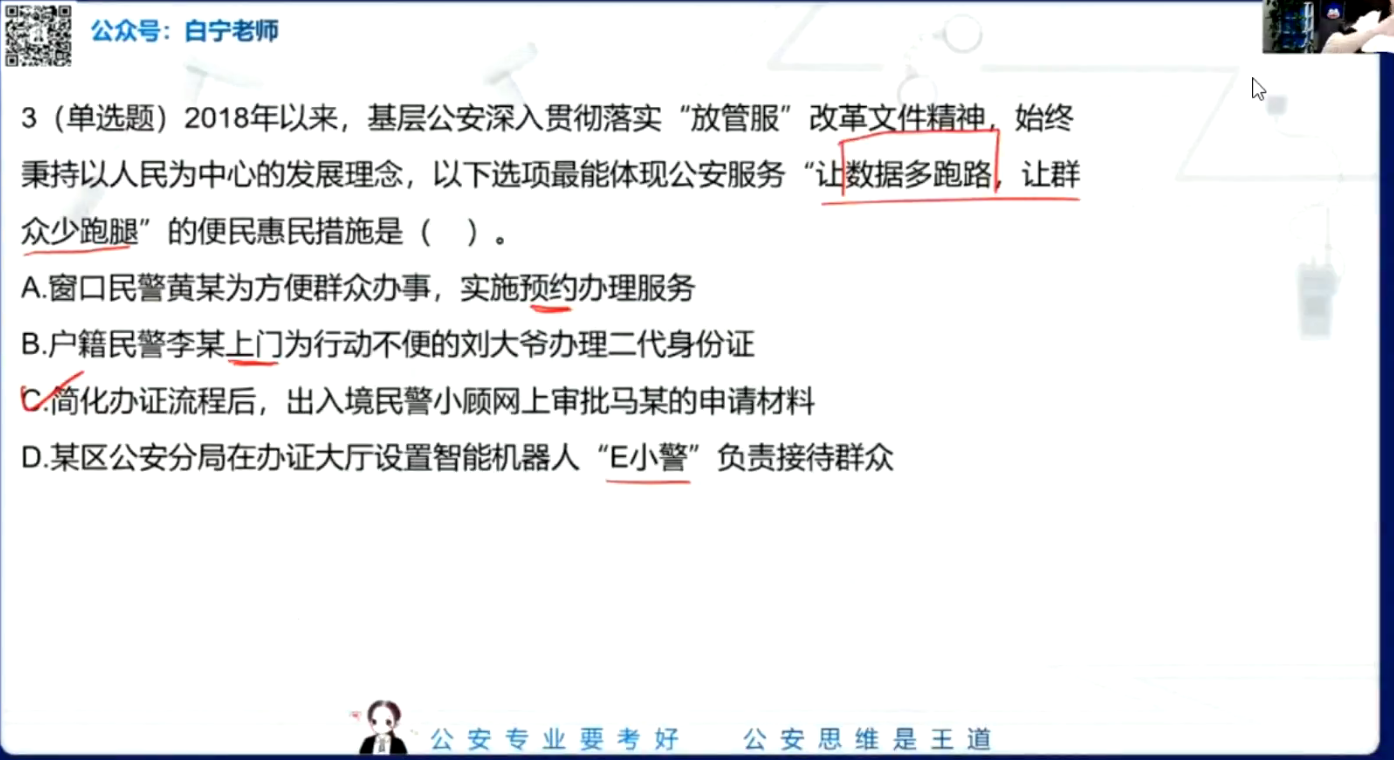 公众号：白宁老师
3（单选题）2018年以来，基层公安深入贯彻落实“放管服”改革文件精神，始终
秉持以人民为中心的发展理念，以下选项最能体现公安服务“让数据多跑路，让群
众少跑腿”的便民惠民措施是（　）。
A.窗口民警黄某为方便群众办事，实施预约办理服务
B.户籍民警李某上门为行动不便的刘大爷办理二代身份证
C.简化办证流程后，出入境民警小顾网上审批马某的申请材料
D.某区公安分局在办证大厅设置智能机器人“E小警”负责接待群众
公安专业要考好　公安思维是王道